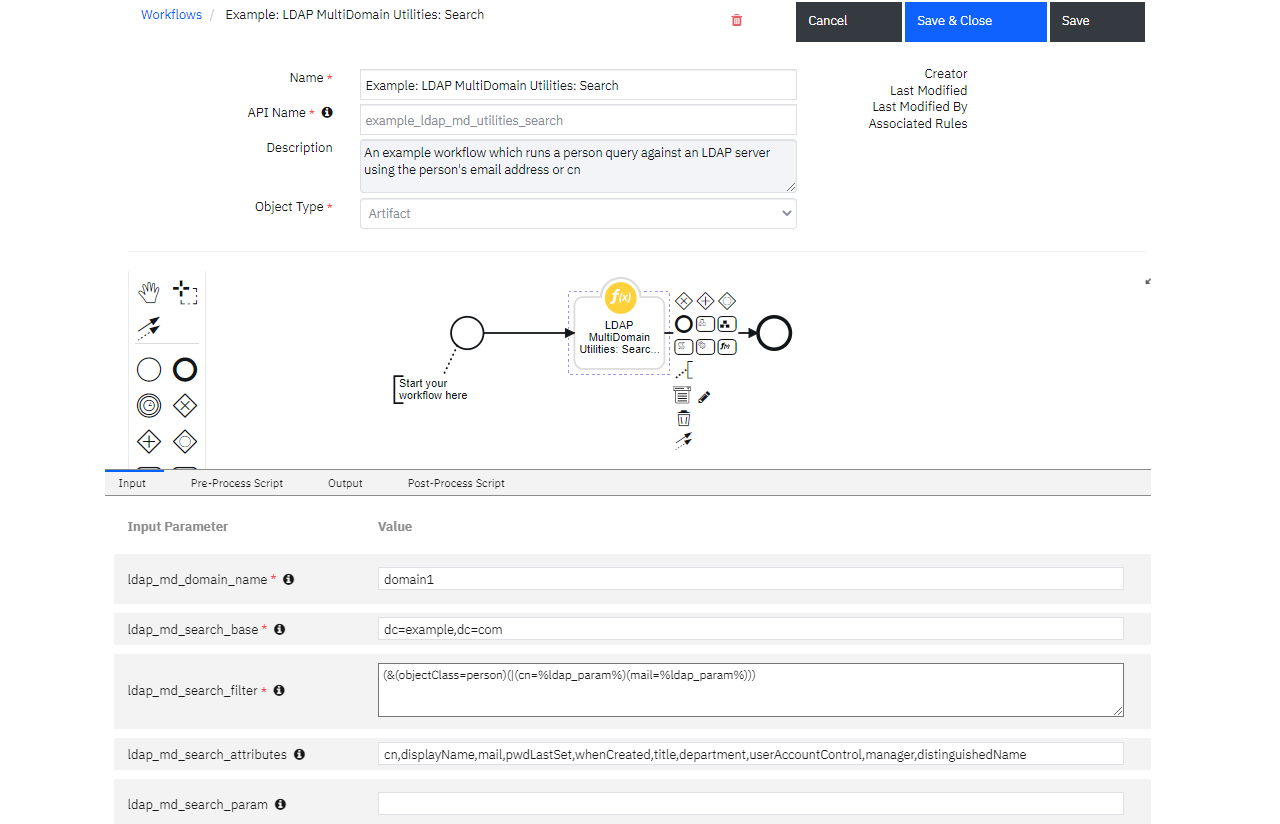 Workflows / Example: LDAP MultiDomain Utilities: Search
Cancel
Save & Close
Save
Name *
Example: LDAP MultiDomain Utilities: Search
API Name *
example_ldap_md_utilities_search
Description
An example workflow which runs a person query against an LDAP server
using the person's email address or cn
Object Type *
Artifact
Creator
Last Modified
Last Modified By
Associated Rules
f(x)
LDAP
MultiDomain
Utilities: Searc...
Start your
workflow here
Input
Pre-Process Script
Output
Post-Process Script
Input Parameter
Value
ldap_md_domain_name *
domain1
ldap_md_search_base *
dc=example,dc=com
ldap_md_search_filter *
(&(objectClass=person)(|(cn=%ldap_param%)(mail=%ldap_param%)))
ldap_md_search_attributes
cn,displayName,mail,pwdLastSet,whenCreated,title,department,userAccountControl,manager,distinguishedName
ldap_md_search_param